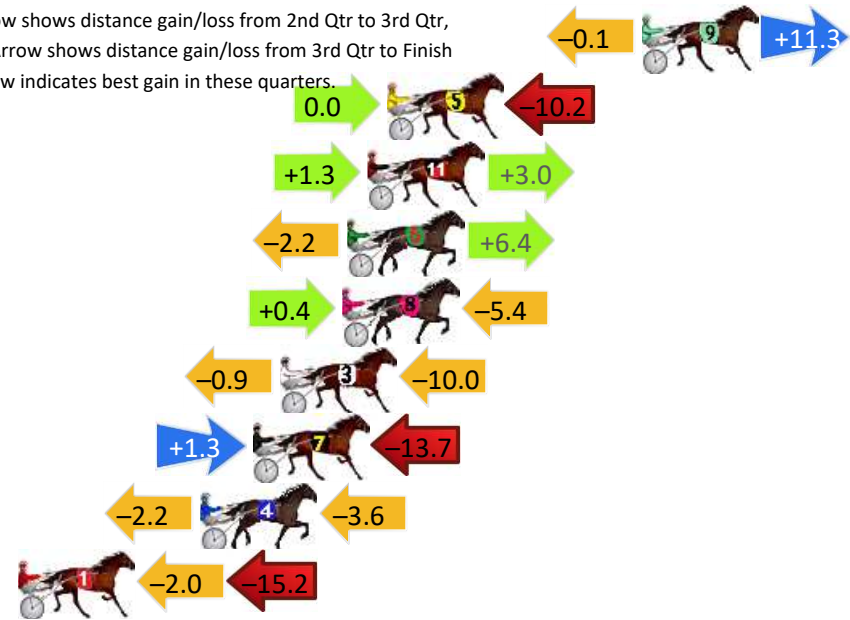 ow shows distance gain/loss from 2nd Qtr to 3rd Qtr,
rrow shows distance gain/loss from 3rd Qtr to Finish
w indicates best gain in these quarters.
–0.1 9 +11.3
0.0 5 –10.2
+1.3 11 +3.0
–2.2 6 +6.4
+0.4 8 –5.4
–0.9 3 –10.0
+1.3 7 –13.7
–2.2 4 –3.6
1 –2.0 –15.2